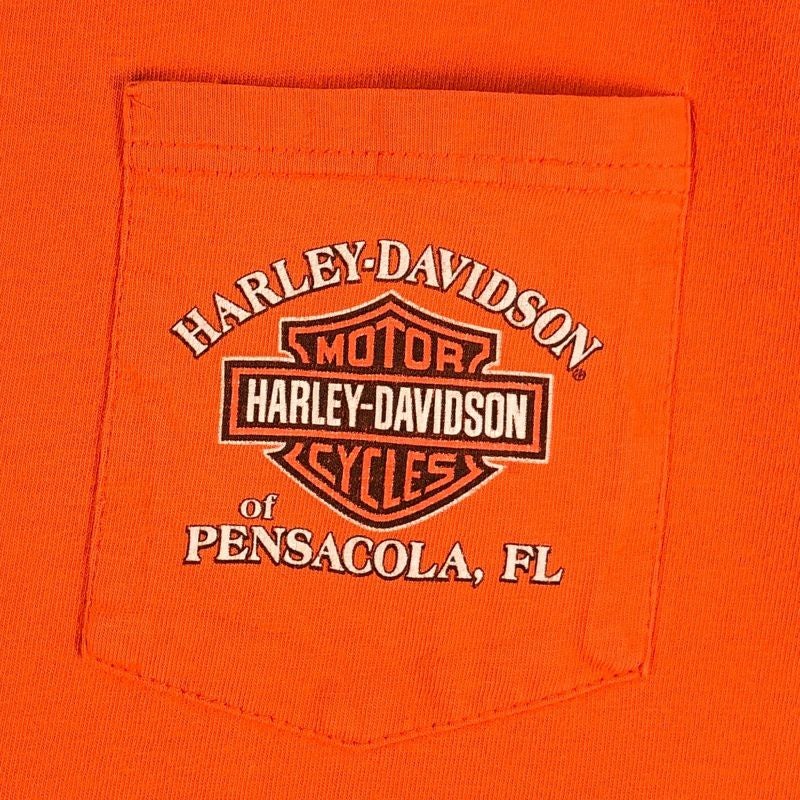 HARLEY-DAVIDSON®
MOTOR
HARLEY-DAVIDSON
CYCLES
of
PENSACOLA, FL